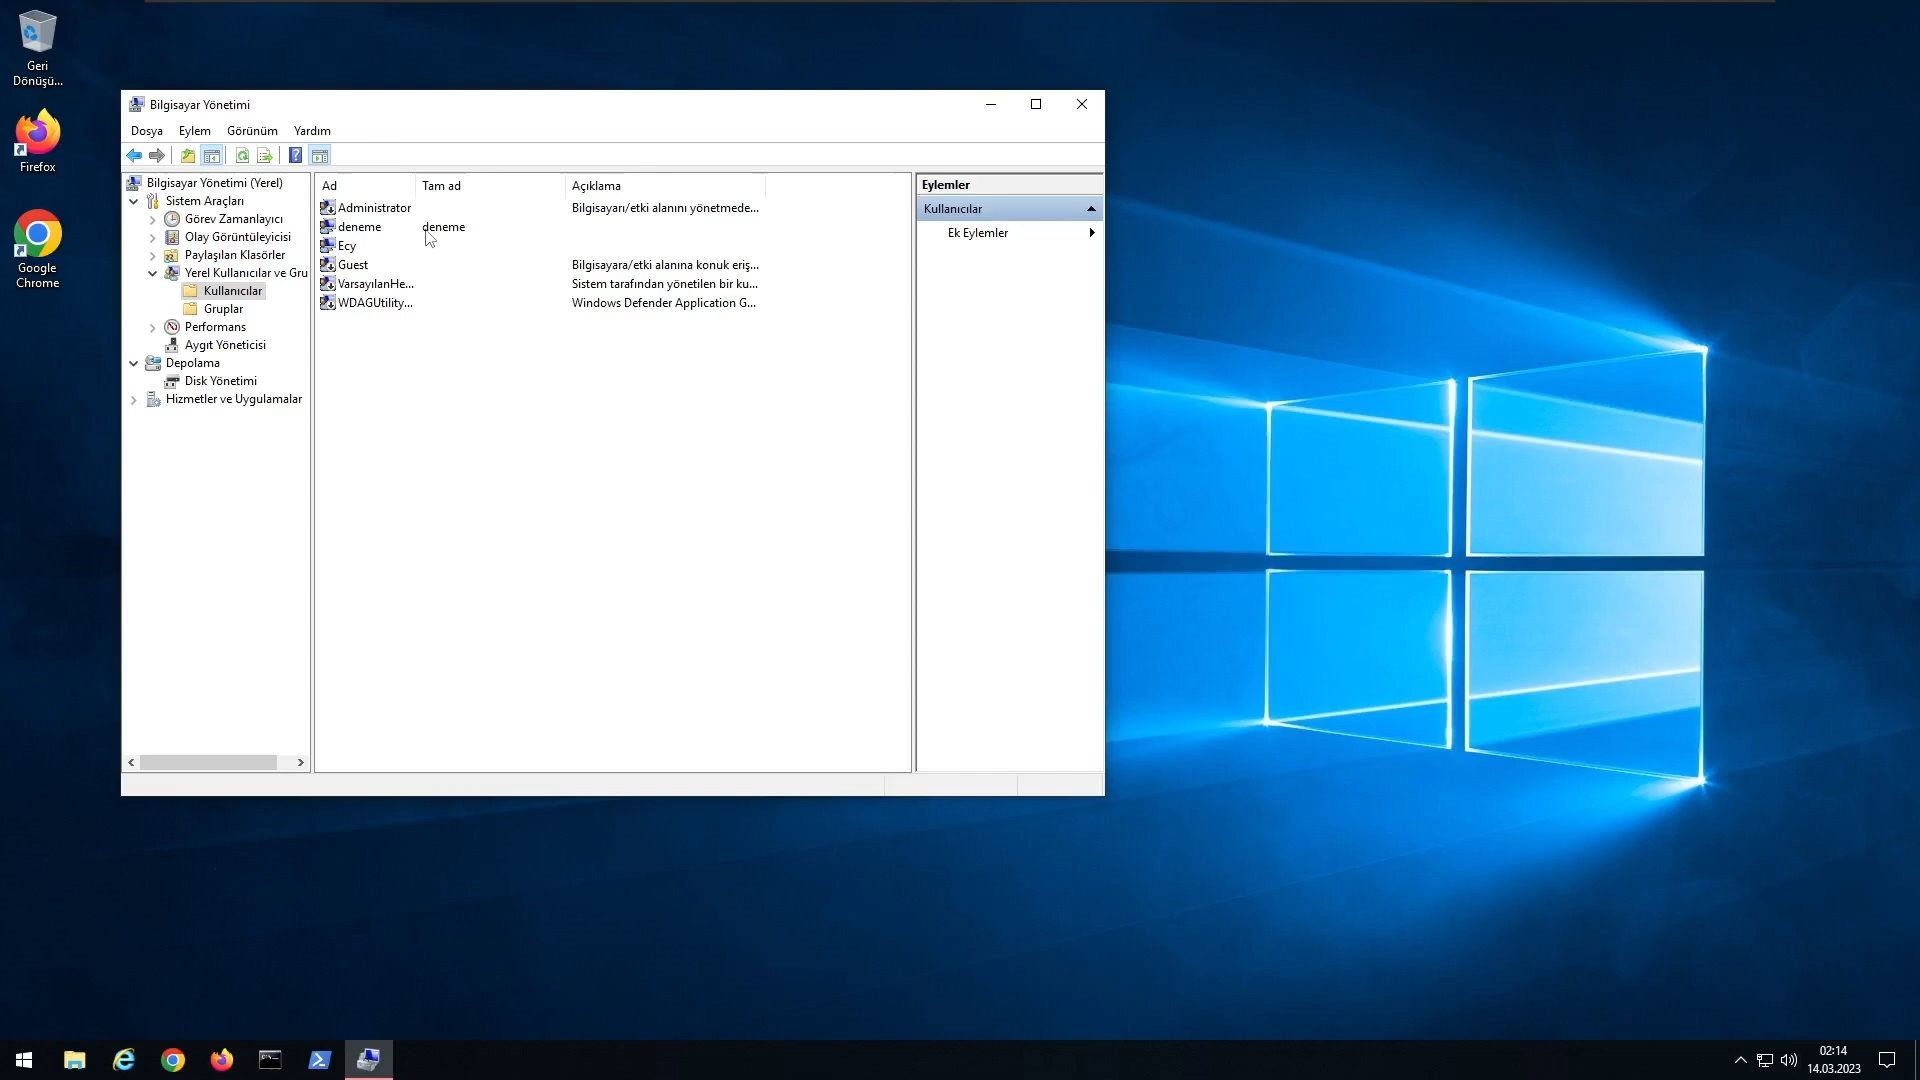 Geri
Dönüşü...
Firefox
Google
Chrome
Bilgisayar Yönetimi
Dosya Eylem Görünüm Yardım
Bilgisayar Yönetimi (Yerel)
Sistem Araçları
Görev Zamanlayıcı
Olay Görüntüleyicisi
Paylaşılan Klasörler
Yerel Kullanıcılar ve Gru
Kullanıcılar
Gruplar
Performans
Aygıt Yöneticisi
Depolama
Disk Yönetimi
Hizmetler ve Uygulamalar
Ad Tam ad Açıklama
Administrator Bilgisayarı/etki alanını yönetmede...
deneme deneme
Ecy
Guest Bilgisayara/etki alanına konuk eriş...
VarsayılanHe... Sistem tarafından yönetilen bir ku...
WDAGUtility... Windows Defender Application G...
Eylemler
Kullanıcılar
Ek Eylemler
02:14
14.03.2023